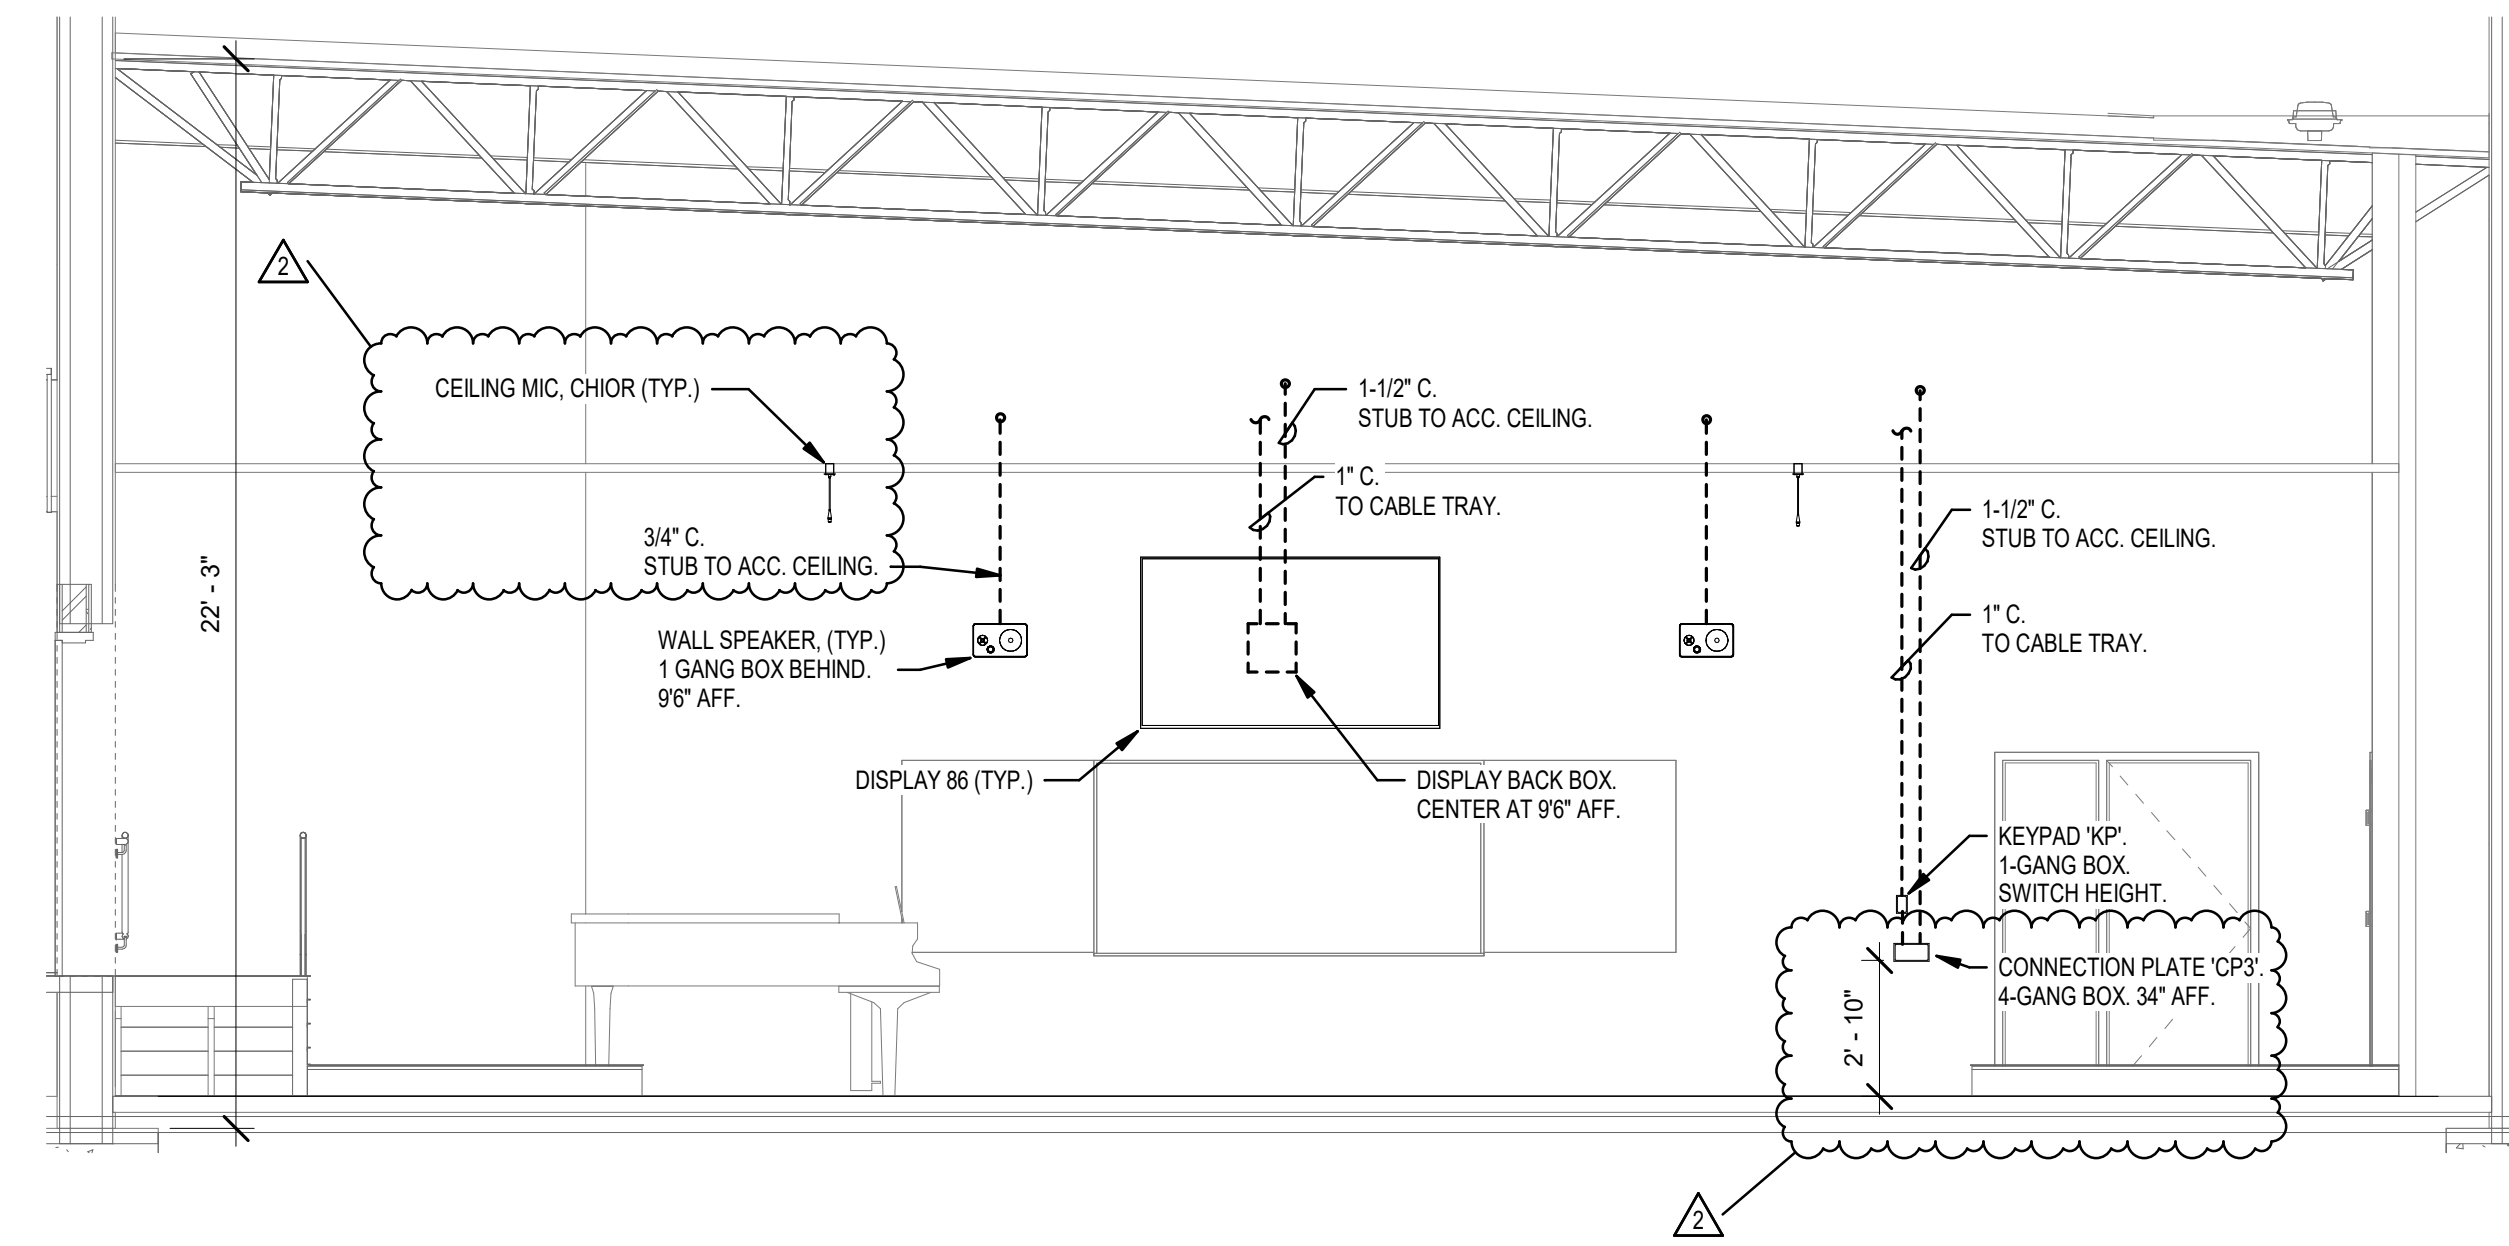 2
CEILING MIC, CHIOR (TYP.)
1-1/2" C.
STUB TO ACC. CEILING.
1" C.
TO CABLE TRAY.
3/4" C.
STUB TO ACC. CEILING.
1-1/2" C.
STUB TO ACC. CEILING.
22' - 3"
WALL SPEAKER, (TYP.)
1 GANG BOX BEHIND.
9'6" AFF.
1" C.
TO CABLE TRAY.
DISPLAY 86 (TYP.)
DISPLAY BACK BOX.
CENTER AT 9'6" AFF.
KEYPAD 'KP'.
1-GANG BOX.
SWITCH HEIGHT.
CONNECTION PLATE 'CP3'.
4-GANG BOX. 34" AFF.
2' - 10"
2